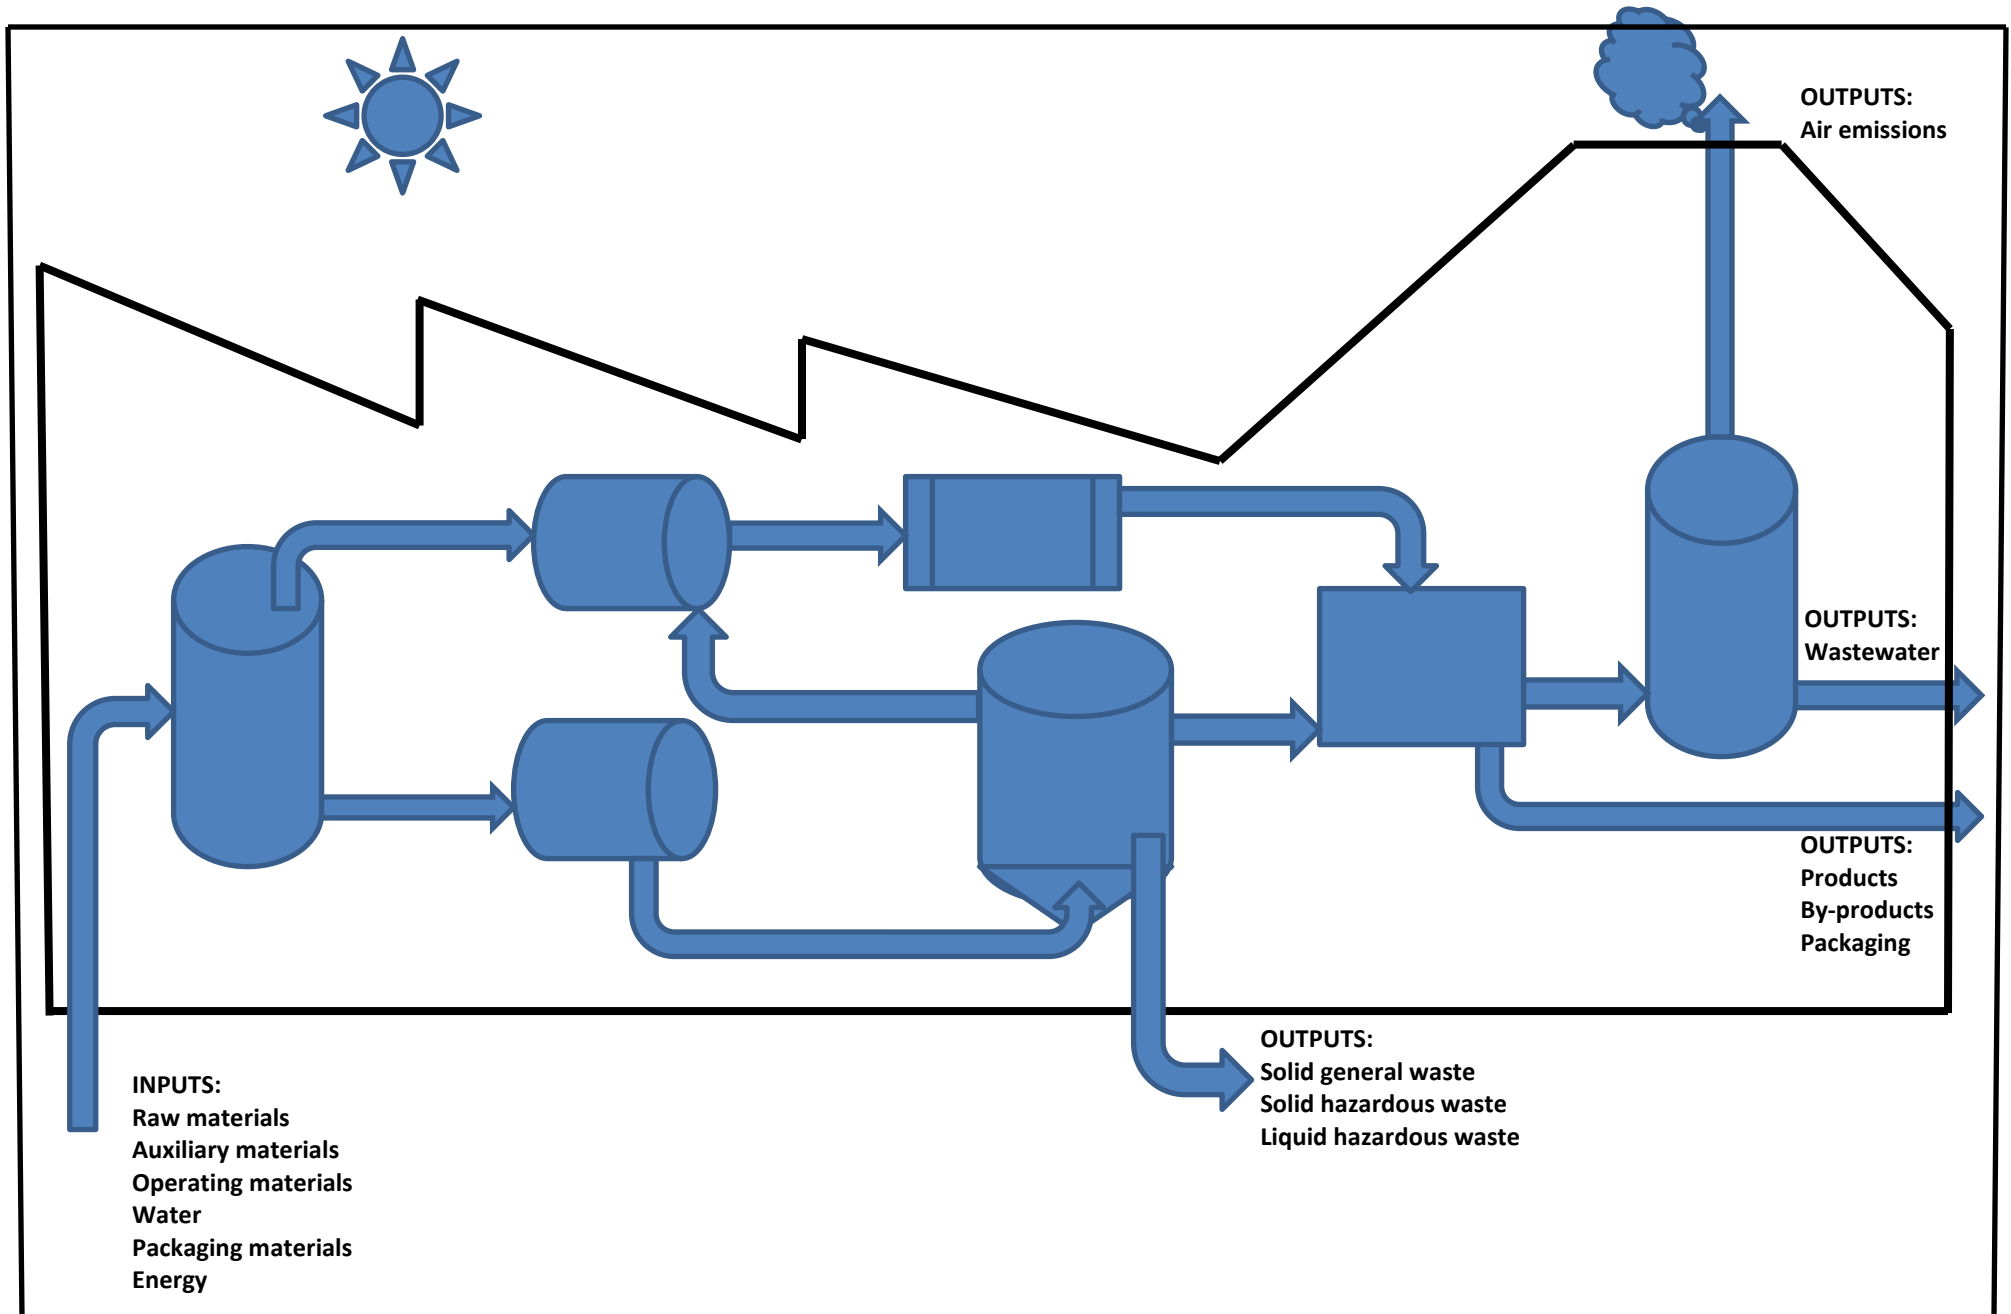 OUTPUTS:
Air emissions
OUTPUTS:
Wastewater
OUTPUTS:
Products
By-products
Packaging
OUTPUTS:
Solid general waste
Solid hazardous waste
Liquid hazardous waste
INPUTS:
Raw materials
Auxiliary materials
Operating materials
Water
Packaging materials
Energy